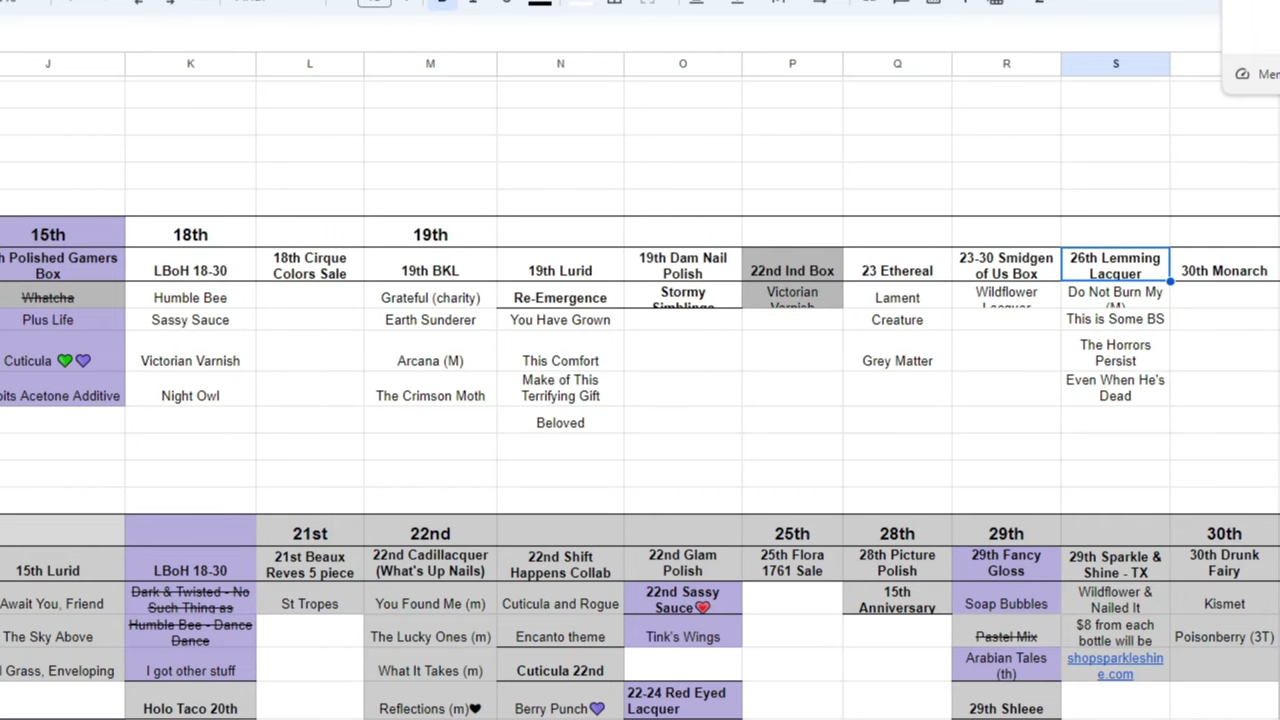 Men
J K L M N O P Q R S
15th 18th 19th
h Polished Gamers
Box
LBoH 18-30
18th Cirque
Colors Sale
19th BKL
19th Lurid
19th Dam Nail
Polish
22nd Ind Box
23 Ethereal
23-30 Smidgen
of Us Box
26th Lemming
Lacquer
30th Monarch
Whatcha
Humble Bee
Grateful (charity)
Re-Emergence
Stormy
Victorian
Lament
Wildflower
Do Not Burn My
(M)
Plus Life
Sassy Sauce
Earth Sunderer
You Have Grown
Creature
This is Some BS
Cuticula 💚💜
Victorian Varnish
Arcana (M)
This Comfort
Grey Matter
The Horrors
Persist
bits Acetone Additive
Night Owl
The Crimson Moth
Make of This
Terrifying Gift
Even When He's
Dead
Beloved
21st 22nd 25th 28th 29th 30th
15th Lurid
LBoH 18-30
21st Beaux
Reves 5 piece
22nd Cadillacquer
(What's Up Nails)
22nd Shift
Happens Collab
22nd Glam
Polish
25th Flora
1761 Sale
28th Picture
Polish
29th Fancy
Gloss
29th Sparkle &
Shine - TX
30th Drunk
Fairy
Await You, Friend
Dark & Twisted - No
Such Thing as
St Tropes
You Found Me (m)
Cuticula and Rogue
22nd Sassy
Sauce❤️
15th
Anniversary
Soap Bubbles
Wildflower &
Nailed It
Kismet
The Sky Above
Humble Bee - Dance
Dance
The Lucky Ones (m)
Encanto theme
Tink's Wings
Pastel Mix
$8 from each
bottle will be
Poisonberry (3T)
l Grass, Enveloping
I got other stuff
What It Takes (m)
Cuticula 22nd
Arabian Tales
(th)
shopsparkleshin
e.com
Holo Taco 20th
Reflections (m)🖤
Berry Punch💜
22-24 Red Eyed
Lacquer
29th Shleee